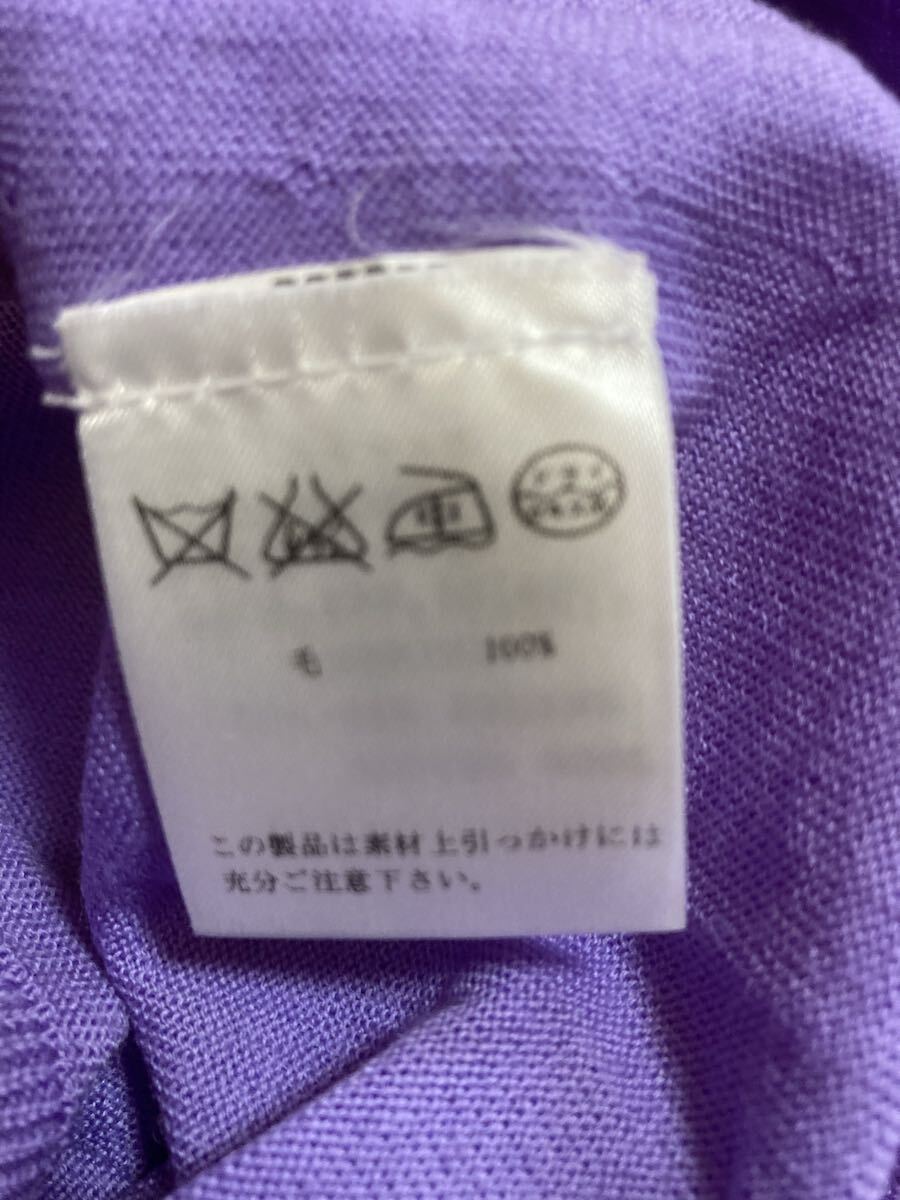 中
毛 100%
この製品は素材上引っかけには
充分ご注意下さい。